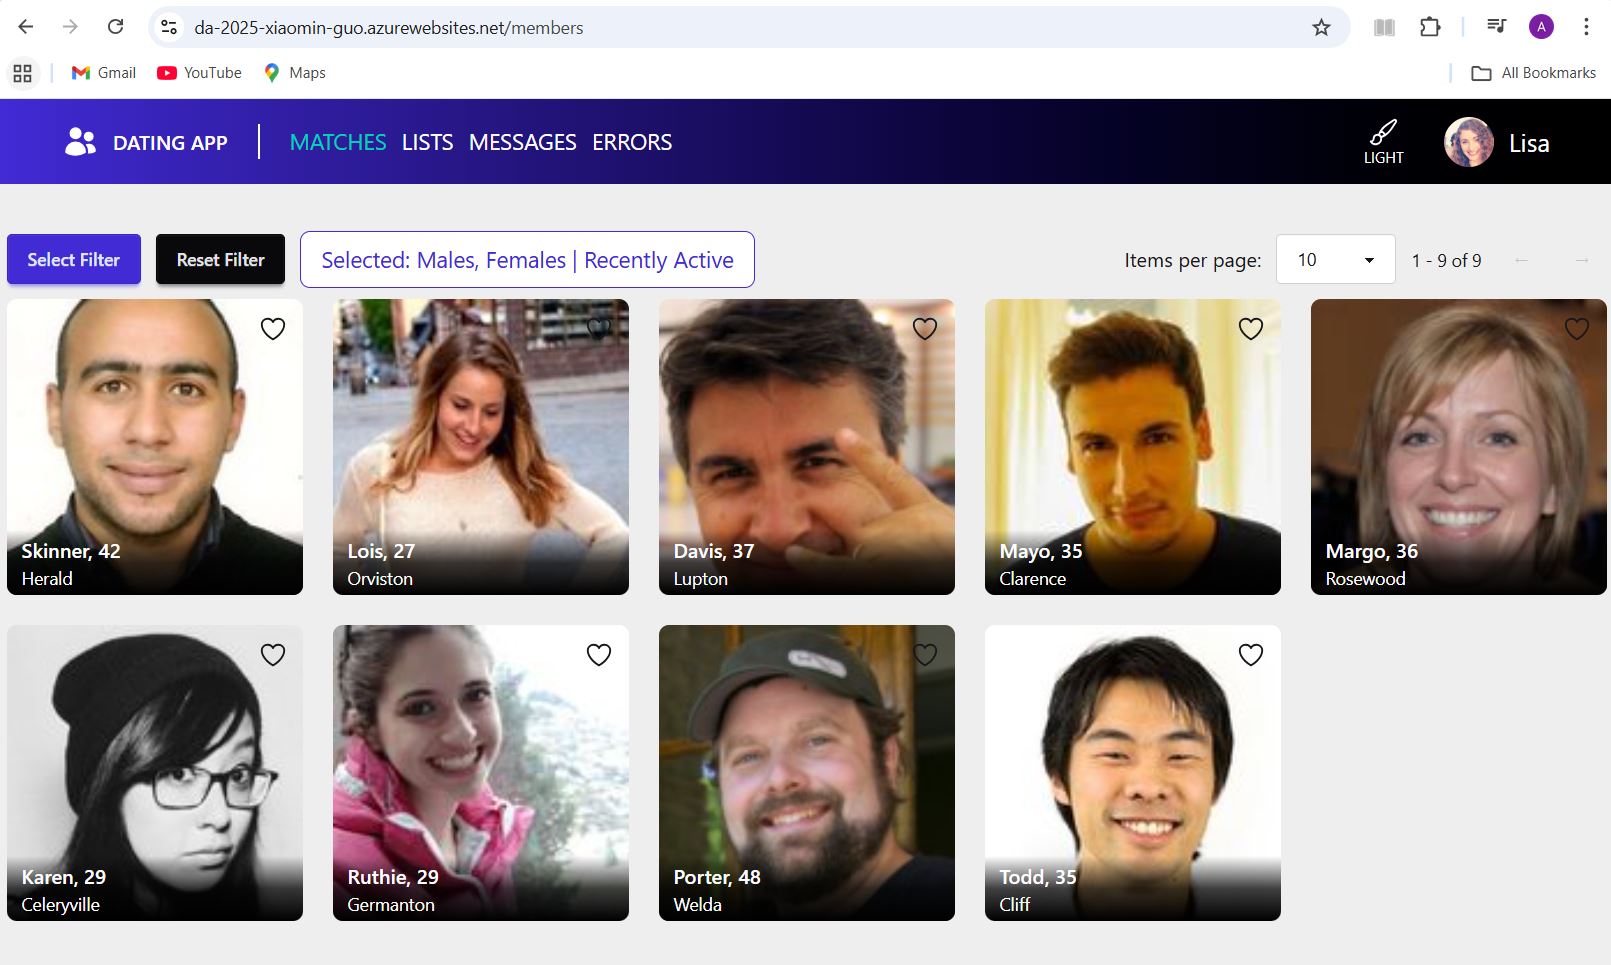 da-2025-xiaomin-guo.azurewebsites.net/members
A
Gmail YouTube Maps All Bookmarks
DATING APP MATCHES LISTS MESSAGES ERRORS LIGHT Lisa
Select Filter Reset Filter Selected: Males, Females | Recently Active Items per page: 10 1 - 9 of 9 ← →
Skinner, 42
Herald
Lois, 27
Orviston
Davis, 37
Lupton
Mayo, 35
Clarence
Margo, 36
Rosewood
Karen, 29
Celeryville
Ruthie, 29
Germanton
Porter, 48
Welda
Todd, 35
Cliff